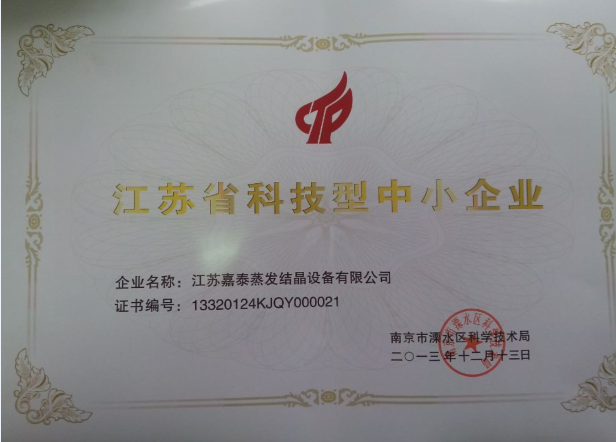 CTP
江苏省科技型中小企业
企业名称：江苏嘉泰蒸发结晶设备有限公司
证书编号：13320124KJQY000021
南京市溧水区科学技术局
二〇一三年十二月十三日